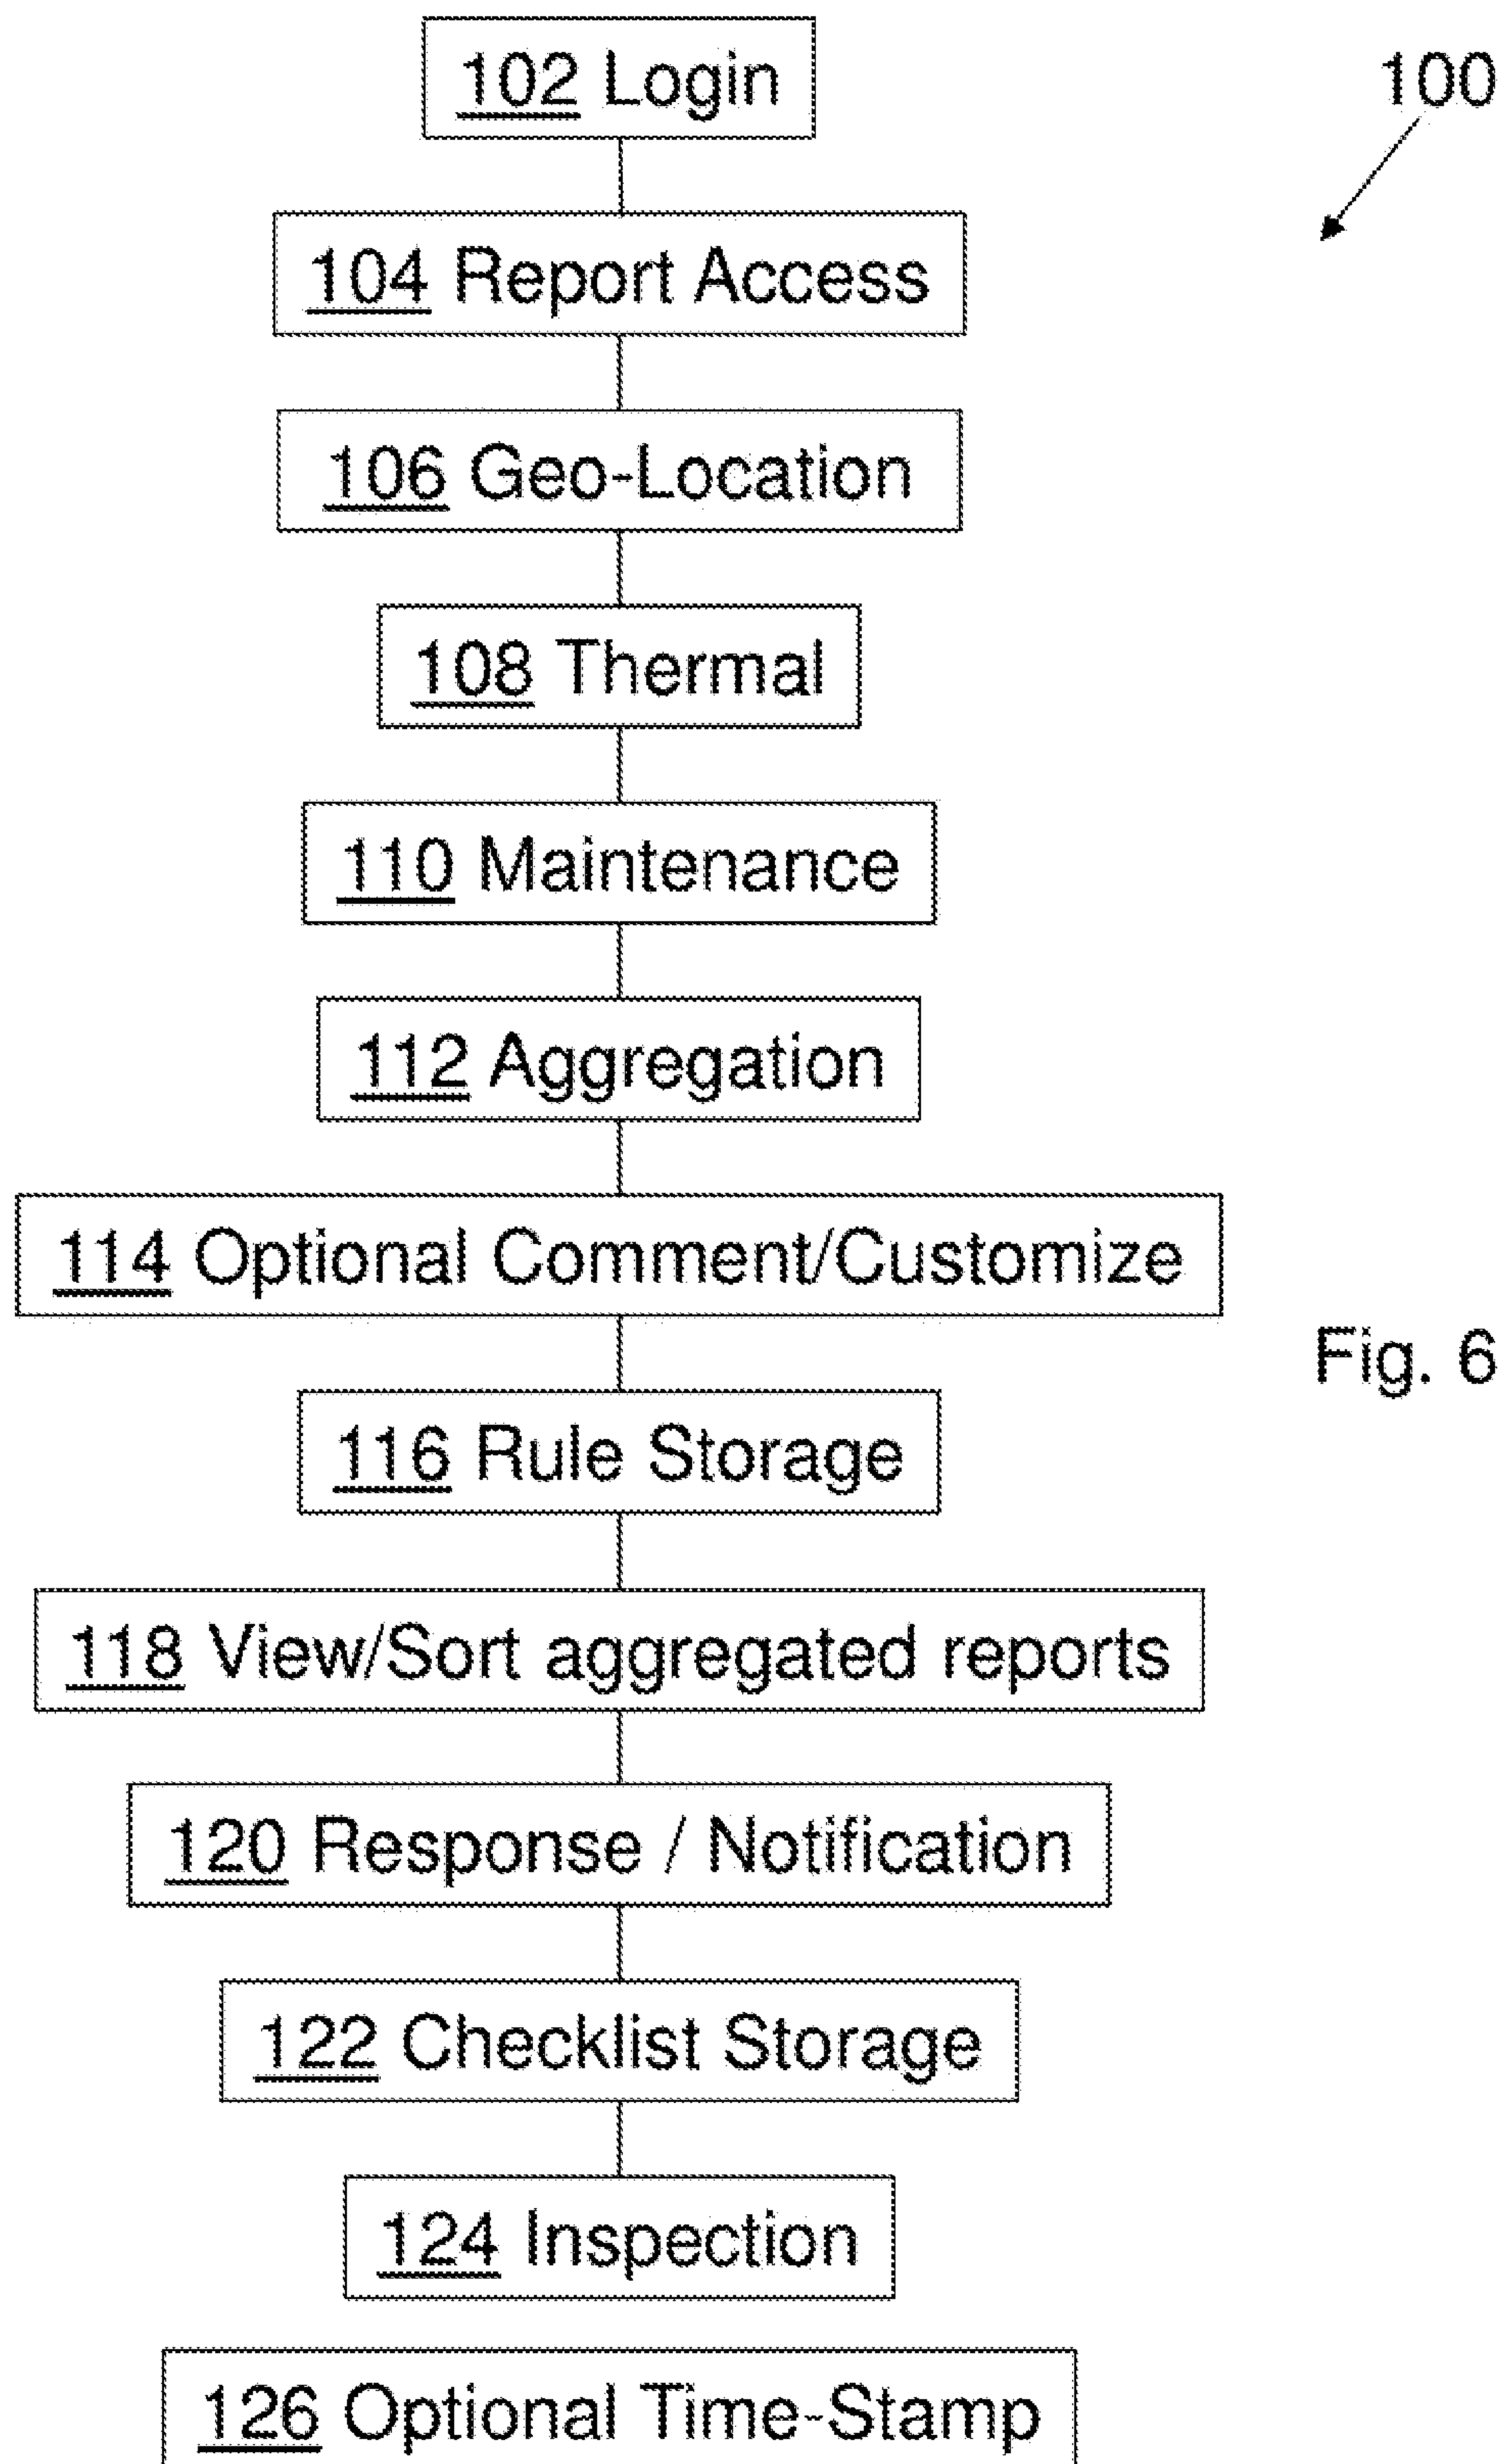 102 Login
100
104 Report Access
106 Geo-Location
108 Thermal
110 Maintenance
112 Aggregation
114 Optional Comment/Customize
Fig. 6
116 Rule Storage
118 View/Sort aggregated reports
120 Response / Notification
122 Checklist Storage
124 Inspection
126 Optional Time-Stamp